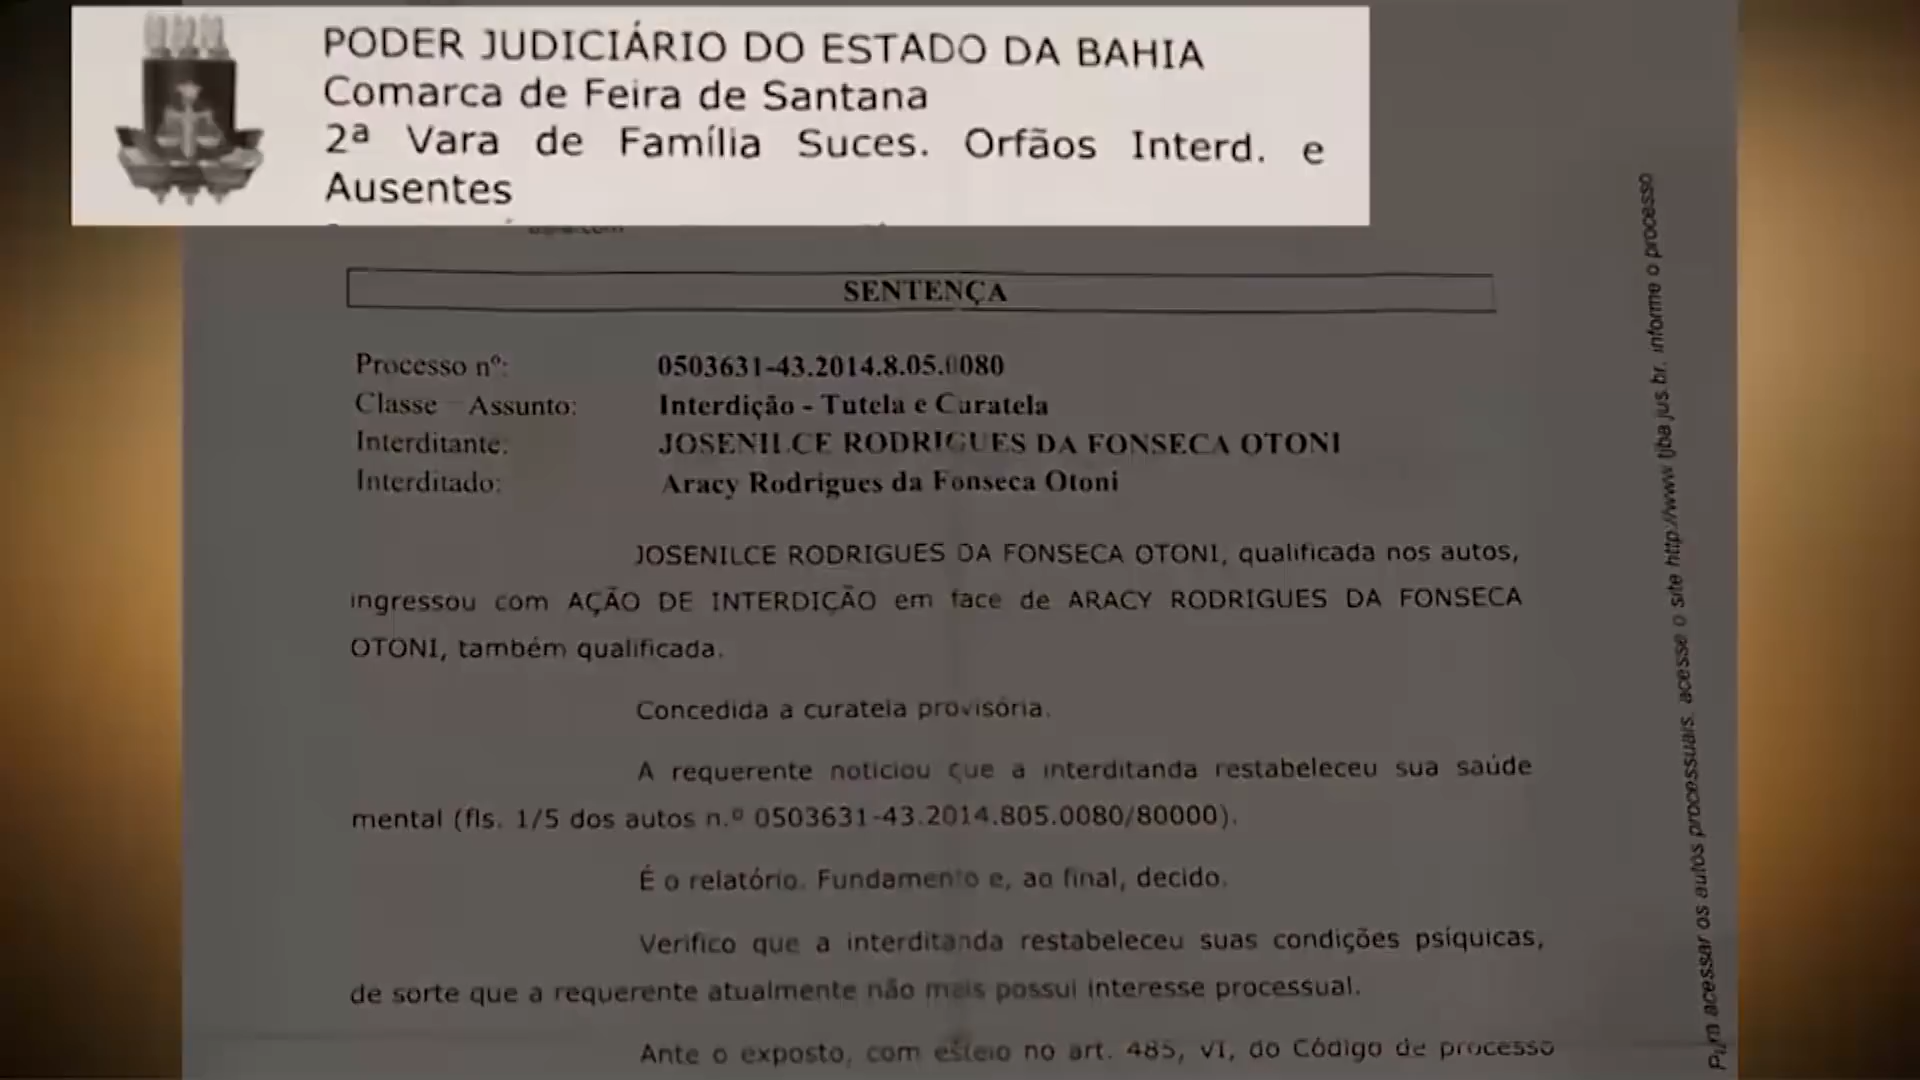 PODER JUDICIÁRIO DO ESTADO DA BAHIA
Comarca de Feira de Santana
2ª Vara de Família Suces. Orfãos Interd. e
Ausentes
SENTENÇA
Processo nº: 0503631-43.2014.8.05.0080
Classe Assunto: Interdição - Tutela e Curatela
Interditante: JOSENILCE RODRIGUES DA FONSECA OTONI
Interditado: Aracy Rodrigues da Fonseca Otoni
JOSENILCE RODRIGUES DA FONSECA OTONI, qualificada nos autos,
ingressou com AÇÃO DE INTERDIÇÃO em face de ARACY RODRIGUES DA FONSECA
OTONI, também qualificada.
Concedida a curatela provisória.
A requerente noticiou que a interditanda restabeleceu sua saúde
mental (fls. 1/5 dos autos n.º 0503631-43.2014.805.0080/80000).
É o relatório. Fundamento e, ao final, decido.
Verifico que a interditanda restabeleceu suas condições psíquicas,
de sorte que a requerente atualmente não mais possui interesse processual.
Ante o exposto, com esteio no art. 485, VI, do Código de processo
acessar os autos processuais, acesse o site http://www.tjba.jus.br, informe o processo